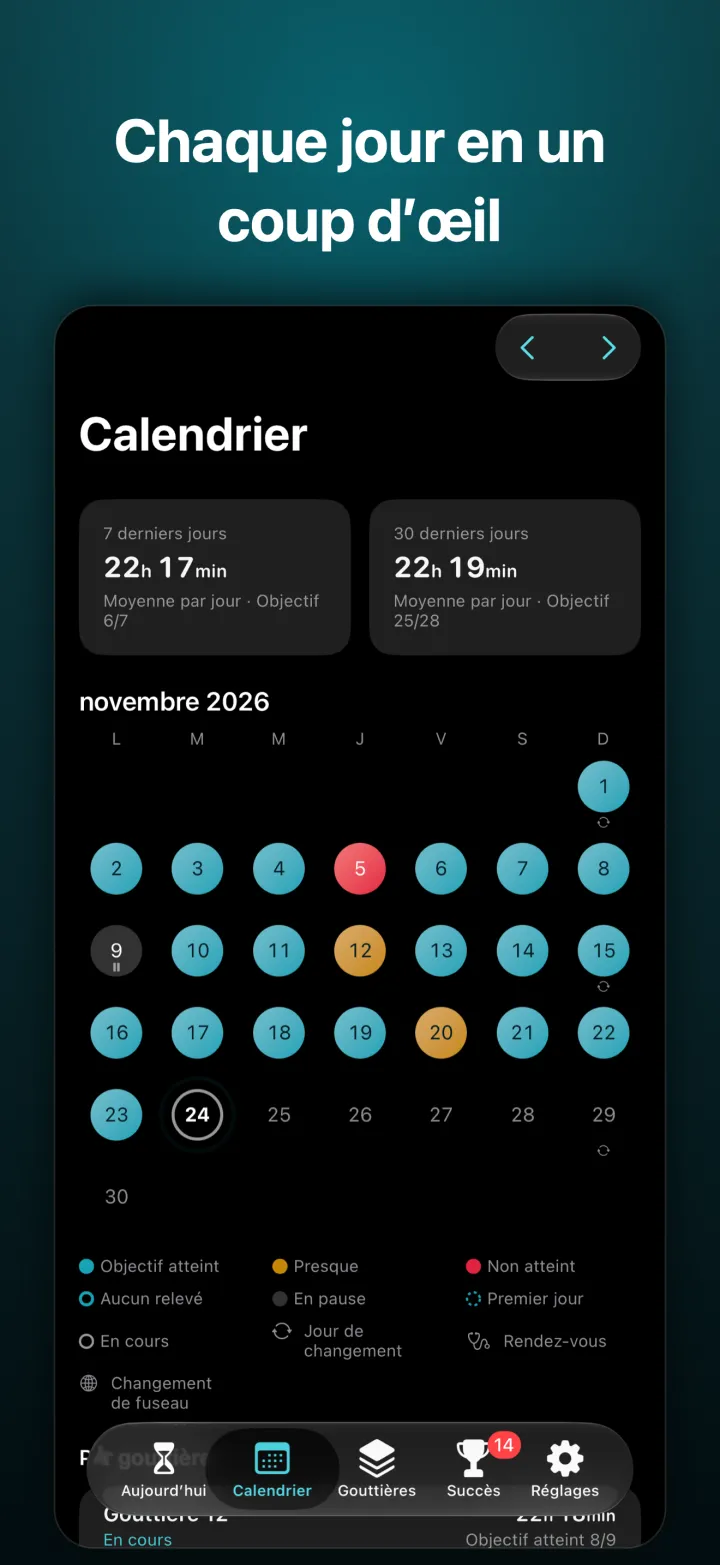 Chaque jour en un
coup d’œil
Calendrier
7 derniers jours
22h 17min
Moyenne par jour · Objectif
6/7
30 derniers jours
22h 19min
Moyenne par jour · Objectif
25/28
novembre 2026
L M M J V S D
1
2 3 4 5 6 7 8
9 10 11 12 13 14 15
16 17 18 19 20 21 22
23 24 25 26 27 28 29
30
Objectif atteint Presque Non atteint
Aucun relevé En pause Premier jour
En cours Jour de
changement Rendez-vous
Changement
de fuseau
14
Aujourd’hui Calendrier Gouttières Succès Réglages
Gouttière 12 22h 18min
En cours Objectif atteint 8/9